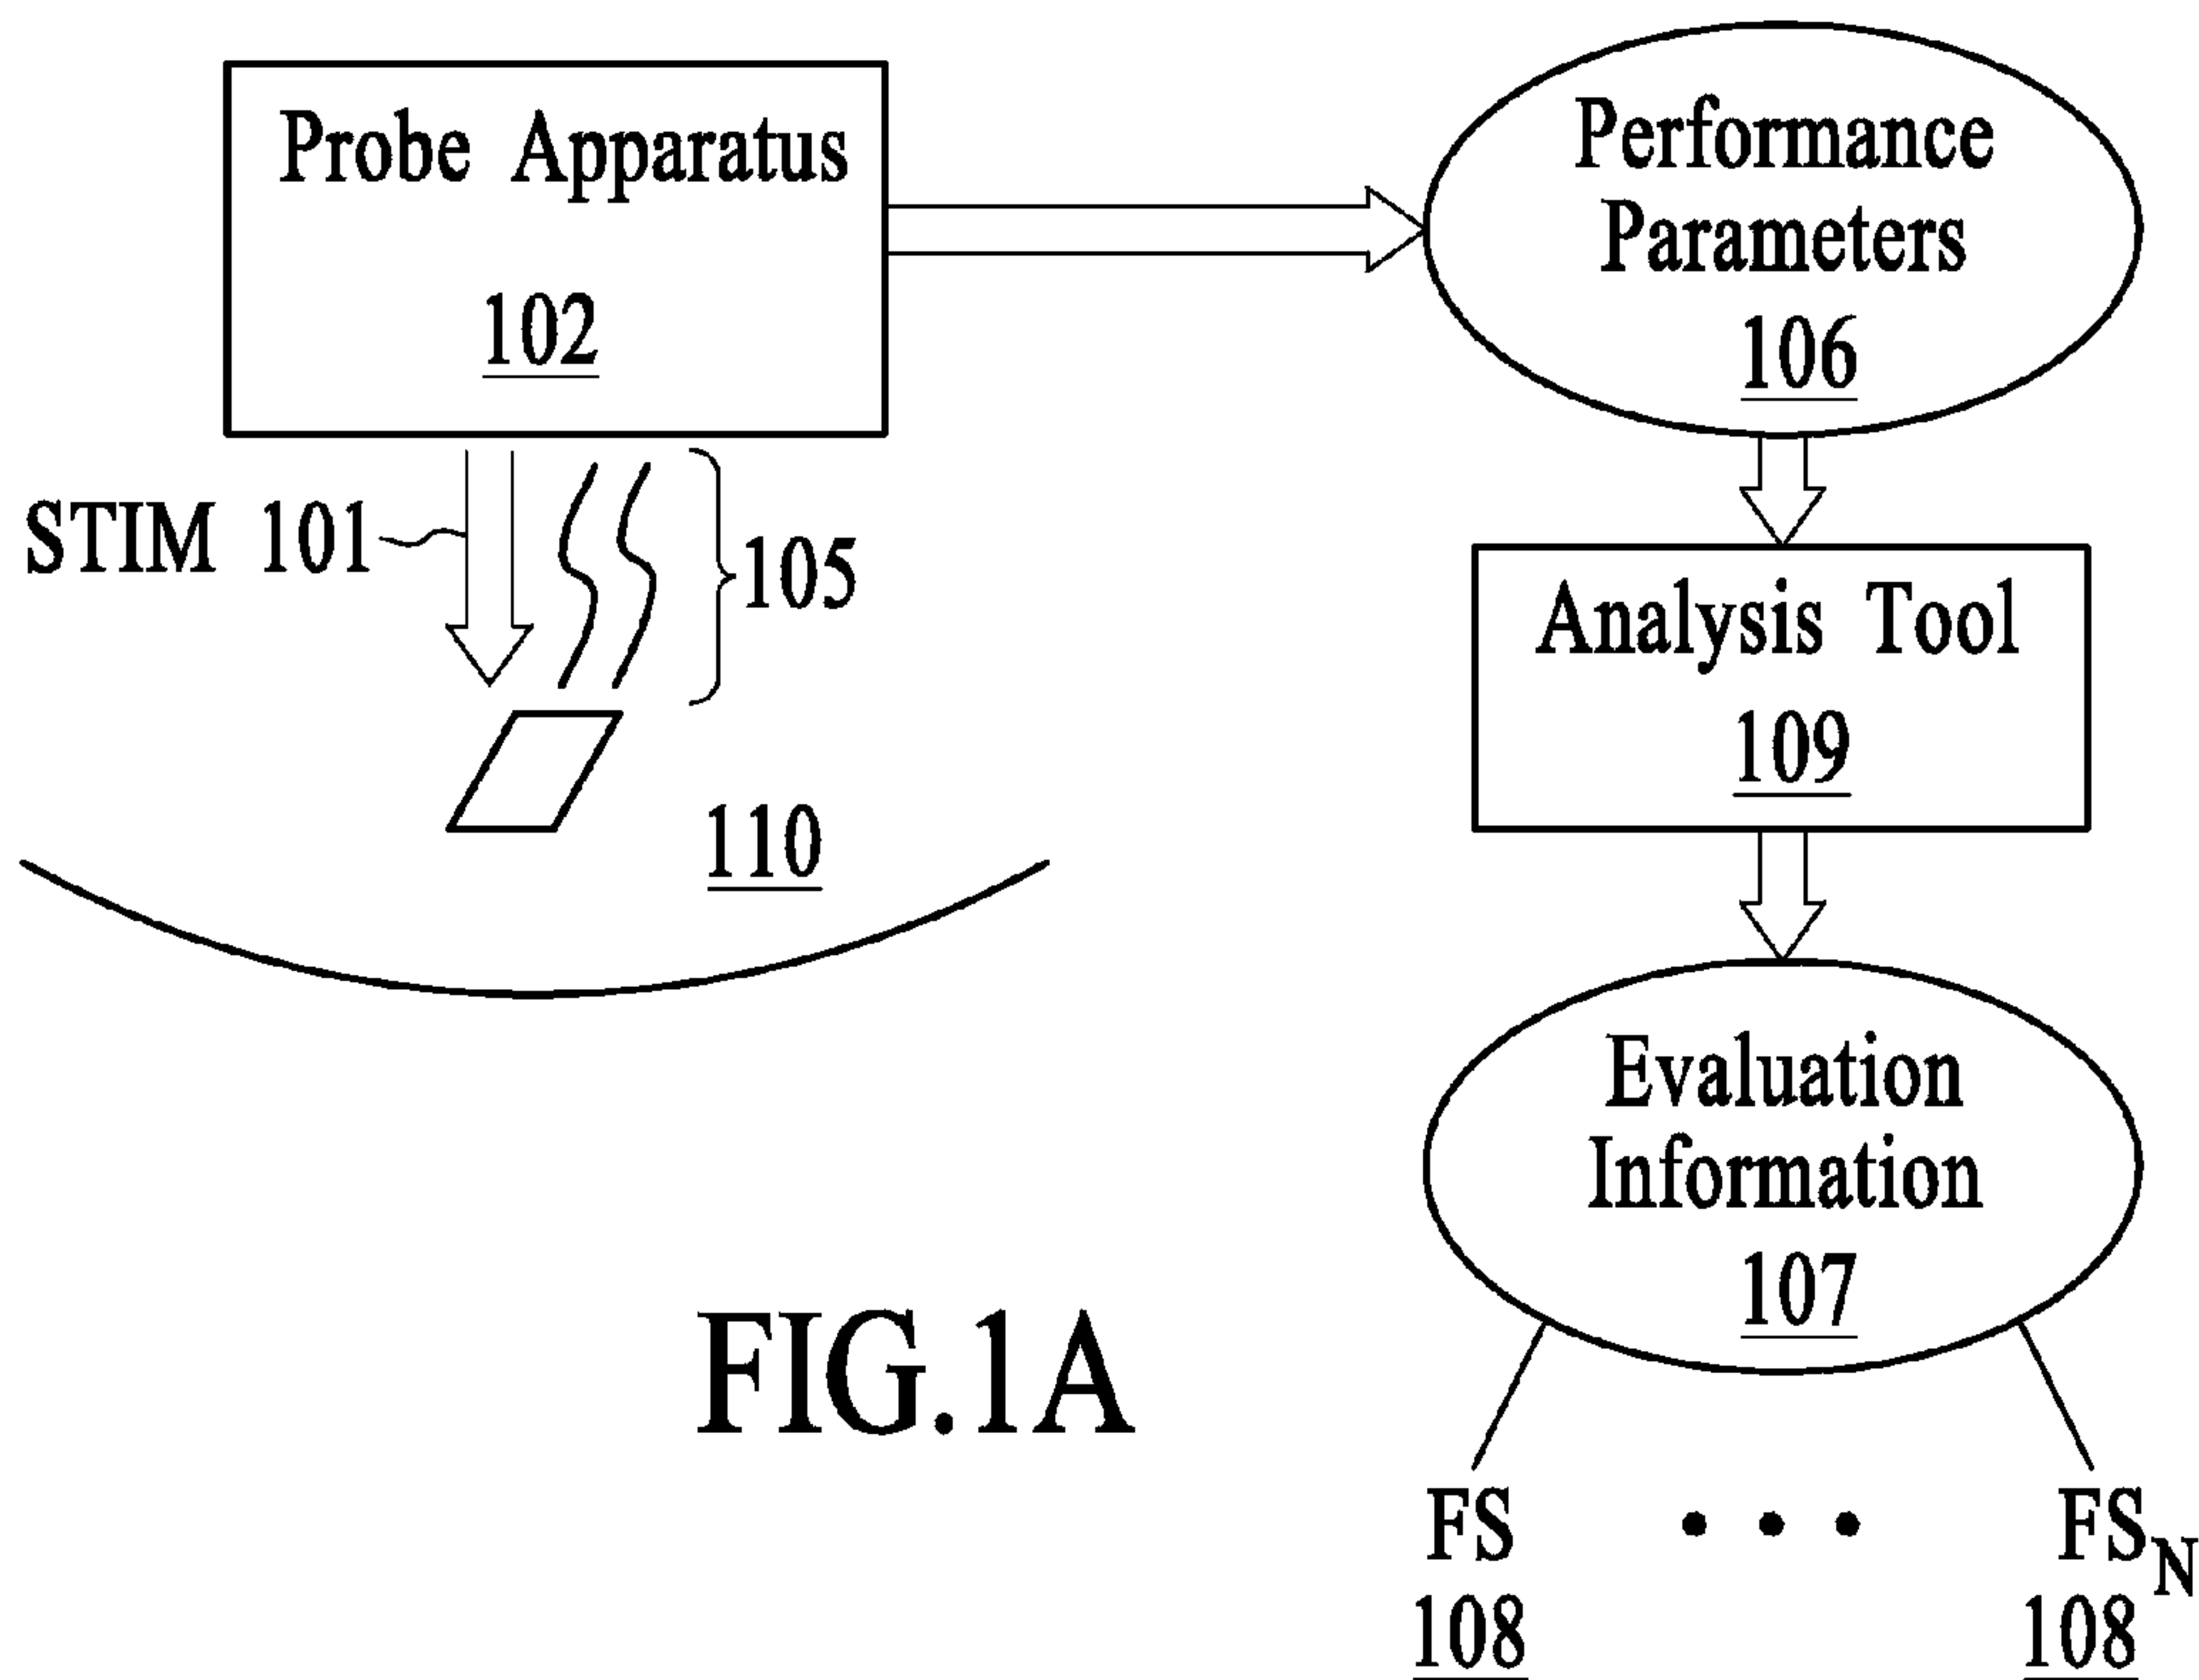 Probe Apparatus
102
Performance
Parameters
106
STIM 101
105
Analysis Tool
109
110
Evaluation
Information
107
FIG.1A
FS • • • FSN
108 108